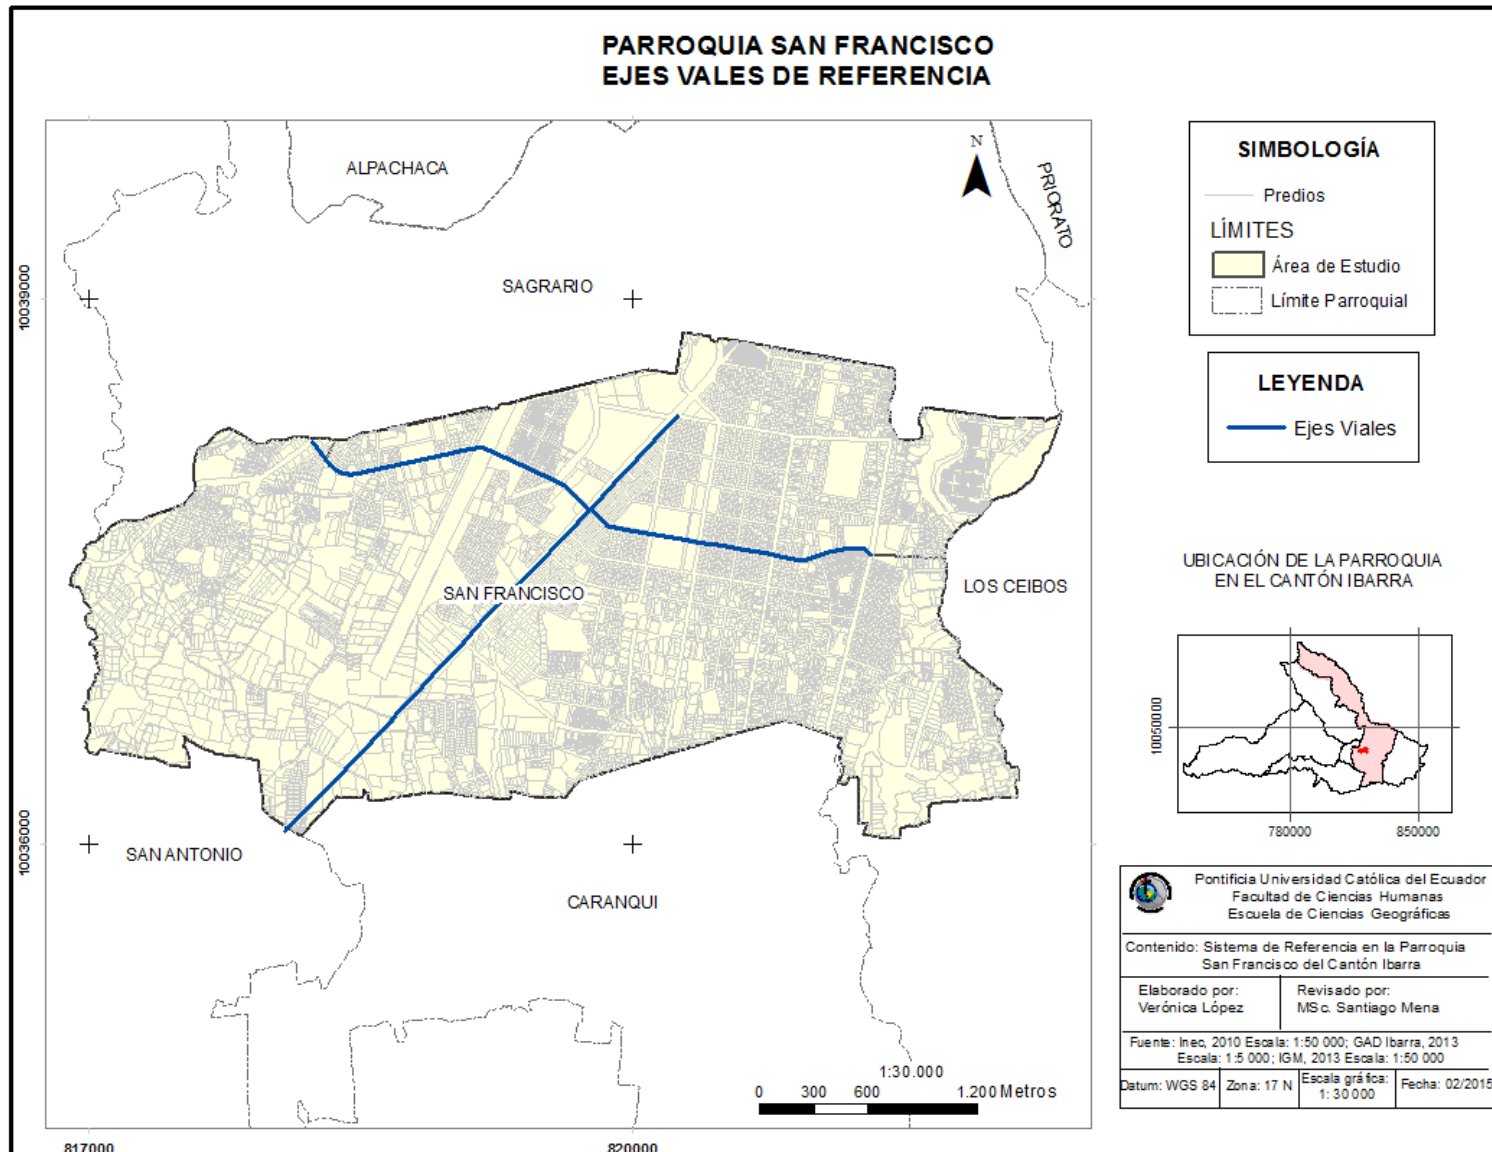 PARROQUIA SAN FRANCISCO
EJES VALES DE REFERENCIA
ALPACHACA
N
PRIORATO
SAGRARIO
SAN FRANCISCO
LOS CEIBOS
SAN ANTONIO
CARANQUI
10039000
10036000
817000
820000
1:30.000
0 300 600 1.200 Metros
SIMBOLOGÍA
Predios
LÍMITES
Área de Estudio
Límite Parroquial
LEYENDA
Ejes Viales
UBICACIÓN DE LA PARROQUIA
EN EL CANTÓN IBARRA
10050000
780000 850000
Pontificia Universidad Católica del Ecuador
Facultad de Ciencias Humanas
Escuela de Ciencias Geográficas
Contenido: Sistema de Referencia en la Parroquia
San Francisco del Cantón Ibarra
Elaborado por:
Verónica López
Revisado por:
MSc. Santiago Mena
Fuente: Inec, 2010 Escala: 1:50 000; GAD Ibarra, 2013
Escala: 1:5 000; IGM, 2013 Escala: 1:50 000
Datum: WGS 84
Zona: 17 N
Escala gráfica:
1: 30 000
Fecha: 02/2015